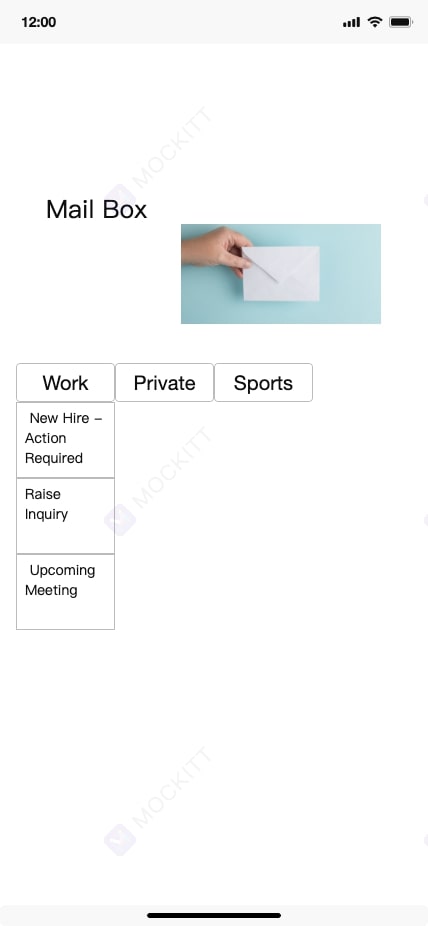 12:00
MOCKITT
Mail Box
Work Private Sports
New Hire –
Action
Required
Raise
Inquiry
MOCKITT
Upcoming
Meeting
MOCKITT